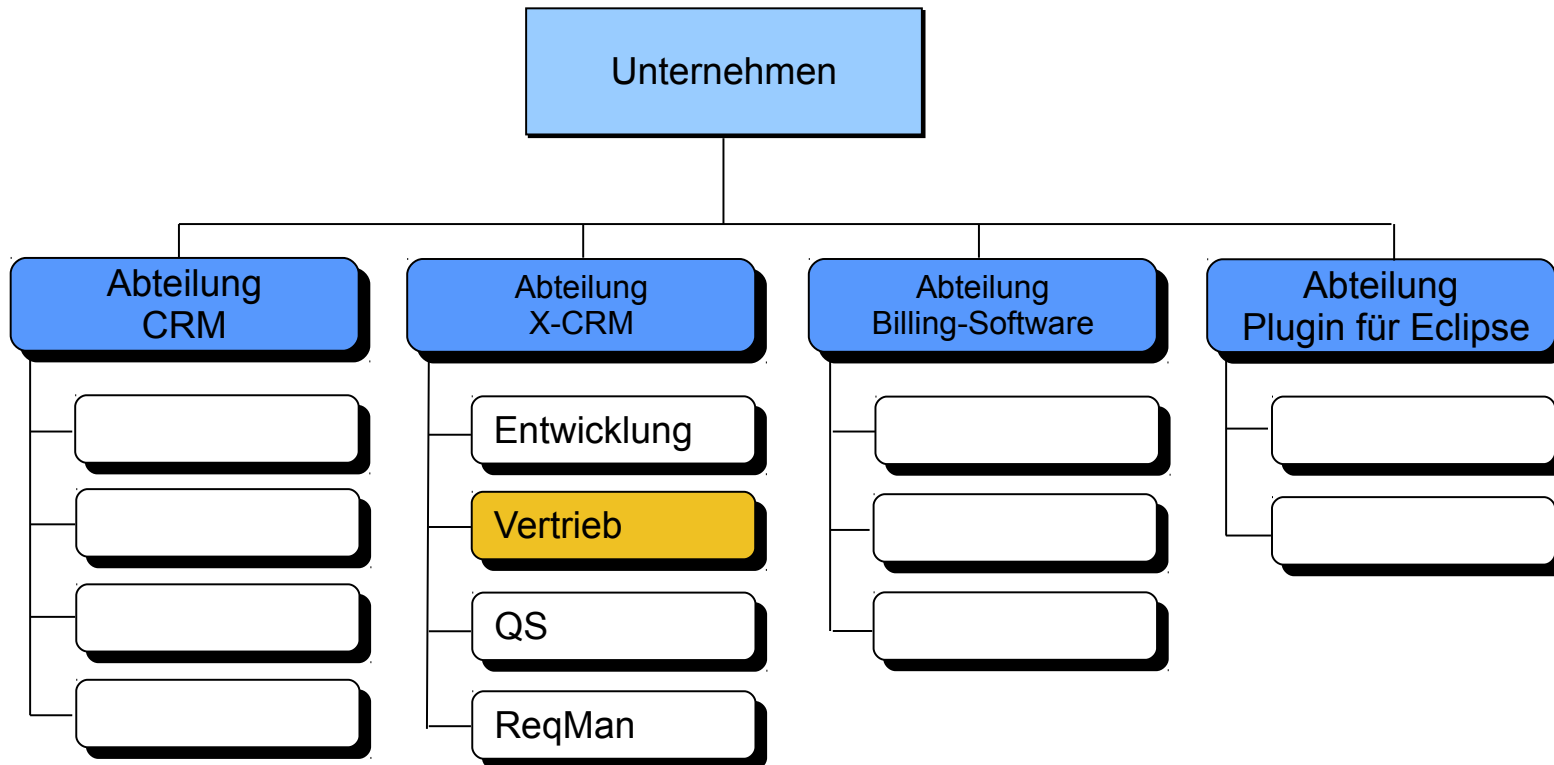 Unternehmen
Abteilung
CRM
Abteilung
X-CRM
Abteilung
Billing-Software
Abteilung
Plugin für Eclipse
Entwicklung
Vertrieb
QS
ReqMan